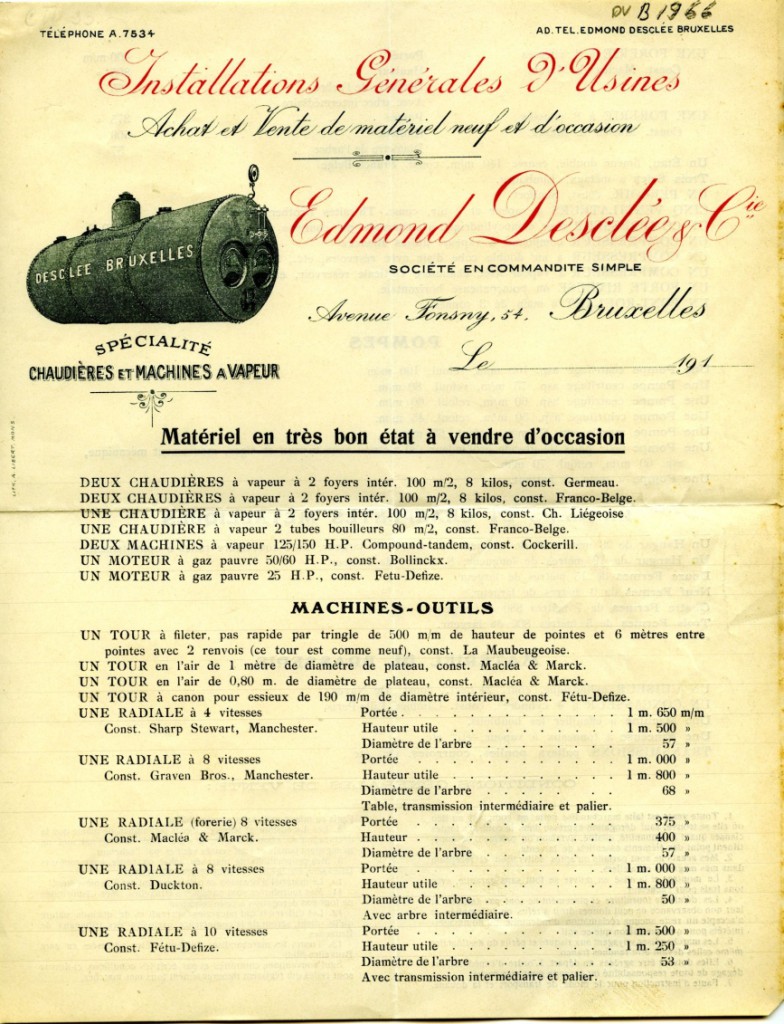 DV B 1966
TÉLÉPHONE A.7534
AD.TEL.EDMOND DESCLÉE BRUXELLES
Installations Générales d'Usines
Achat et Vente de matériel neuf et d'occasion
Edmond Desclée & Cie
SOCIÉTÉ EN COMMANDITE SIMPLE
DESCLÉE BRUXELLES
Avenue Fonsny, 54. Bruxelles
SPÉCIALITÉ
CHAUDIÈRES ET MACHINES A VAPEUR
Le 191
Matériel en très bon état à vendre d'occasion
DEUX CHAUDIÈRES à vapeur à 2 foyers intér. 100 m/2, 8 kilos, const. Germeau.
DEUX CHAUDIÈRES à vapeur à 2 foyers intér. 100 m/2, 8 kilos, const. Franco-Belge.
UNE CHAUDIÈRE à vapeur à 2 foyers intér. 100 m/2, 8 kilos, const. Ch. Liégeoise
UNE CHAUDIÈRE à vapeur 2 tubes bouilleurs 80 m/2, const. Franco-Belge.
DEUX MACHINES à vapeur 125/150 H.P. Compound-tandem, const. Cockerill.
UN MOTEUR à gaz pauvre 50/60 H.P., const. Bollinckx.
UN MOTEUR à gaz pauvre 25 H.P., const. Fetu-Defize.
MACHINES-OUTILS
UN TOUR à fileter, pas rapide par tringle de 500 m/m de hauteur de pointes et 6 mètres entre
pointes avec 2 renvois (ce tour est comme neuf), const. La Maubeugeoise.
UN TOUR en l'air de 1 mètre de diamètre de plateau, const. Macléa & Marck.
UN TOUR en l'air de 0,80 m. de diamètre de plateau, const. Macléa & Marck.
UN TOUR à canon pour essieux de 190 m/m de diamètre intérieur, const. Fétu-Defize.
UNE RADIALE à 4 vitesses Portée . . . . . . . . . . . 1 m. 650 m/m
Const. Sharp Stewart, Manchester. Hauteur utile . . . . . . . . . 1 m. 500 »
Diamètre de l'arbre . . . . . . . 57 »
UNE RADIALE à 8 vitesses Portée . . . . . . . . . . . 1 m. 000 »
Const. Graven Bros., Manchester. Hauteur utile . . . . . . . . . 1 m. 800 »
Diamètre de l'arbre . . . . . . . 68 »
Table, transmission intermédiaire et palier.
UNE RADIALE (forerie) 8 vitesses Portée . . . . . . . . . . . 375 »
Const. Macléa & Marck. Hauteur . . . . . . . . . . . 400 »
Diamètre de l'arbre . . . . . . . 57 »
UNE RADIALE à 8 vitesses Portée . . . . . . . . . . . 1 m. 000 »
Const. Duckton. Hauteur utile . . . . . . . . . 1 m. 800 »
Diamètre de l'arbre . . . . . . . 50 »
Avec arbre intermédiaire.
UNE RADIALE à 10 vitesses Portée . . . . . . . . . . . 1 m. 500 »
Const. Fétu-Defize. Hauteur utile . . . . . . . . . 1 m. 250 »
Diamètre de l'arbre . . . . . . . 53 »
Avec transmission intermédiaire et palier.